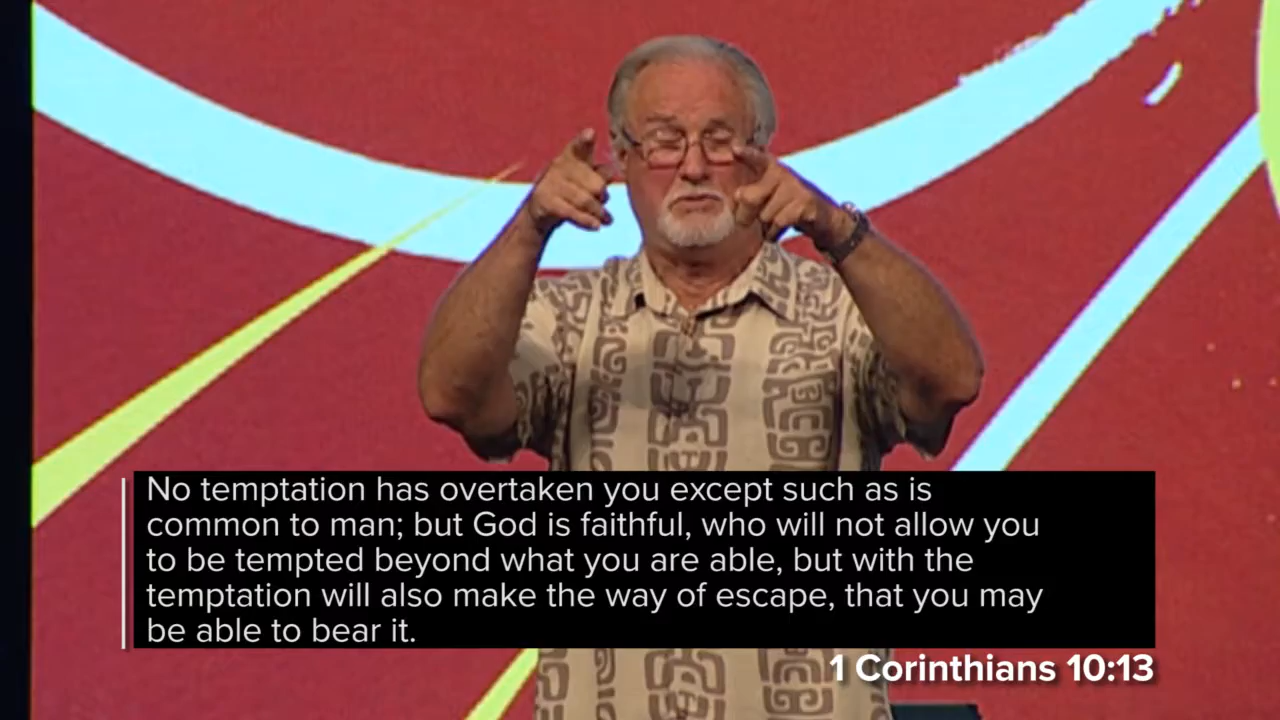 No temptation has overtaken you except such as is
common to man; but God is faithful, who will not allow you
to be tempted beyond what you are able, but with the
temptation will also make the way of escape, that you may
be able to bear it.
1 Corinthians 10:13